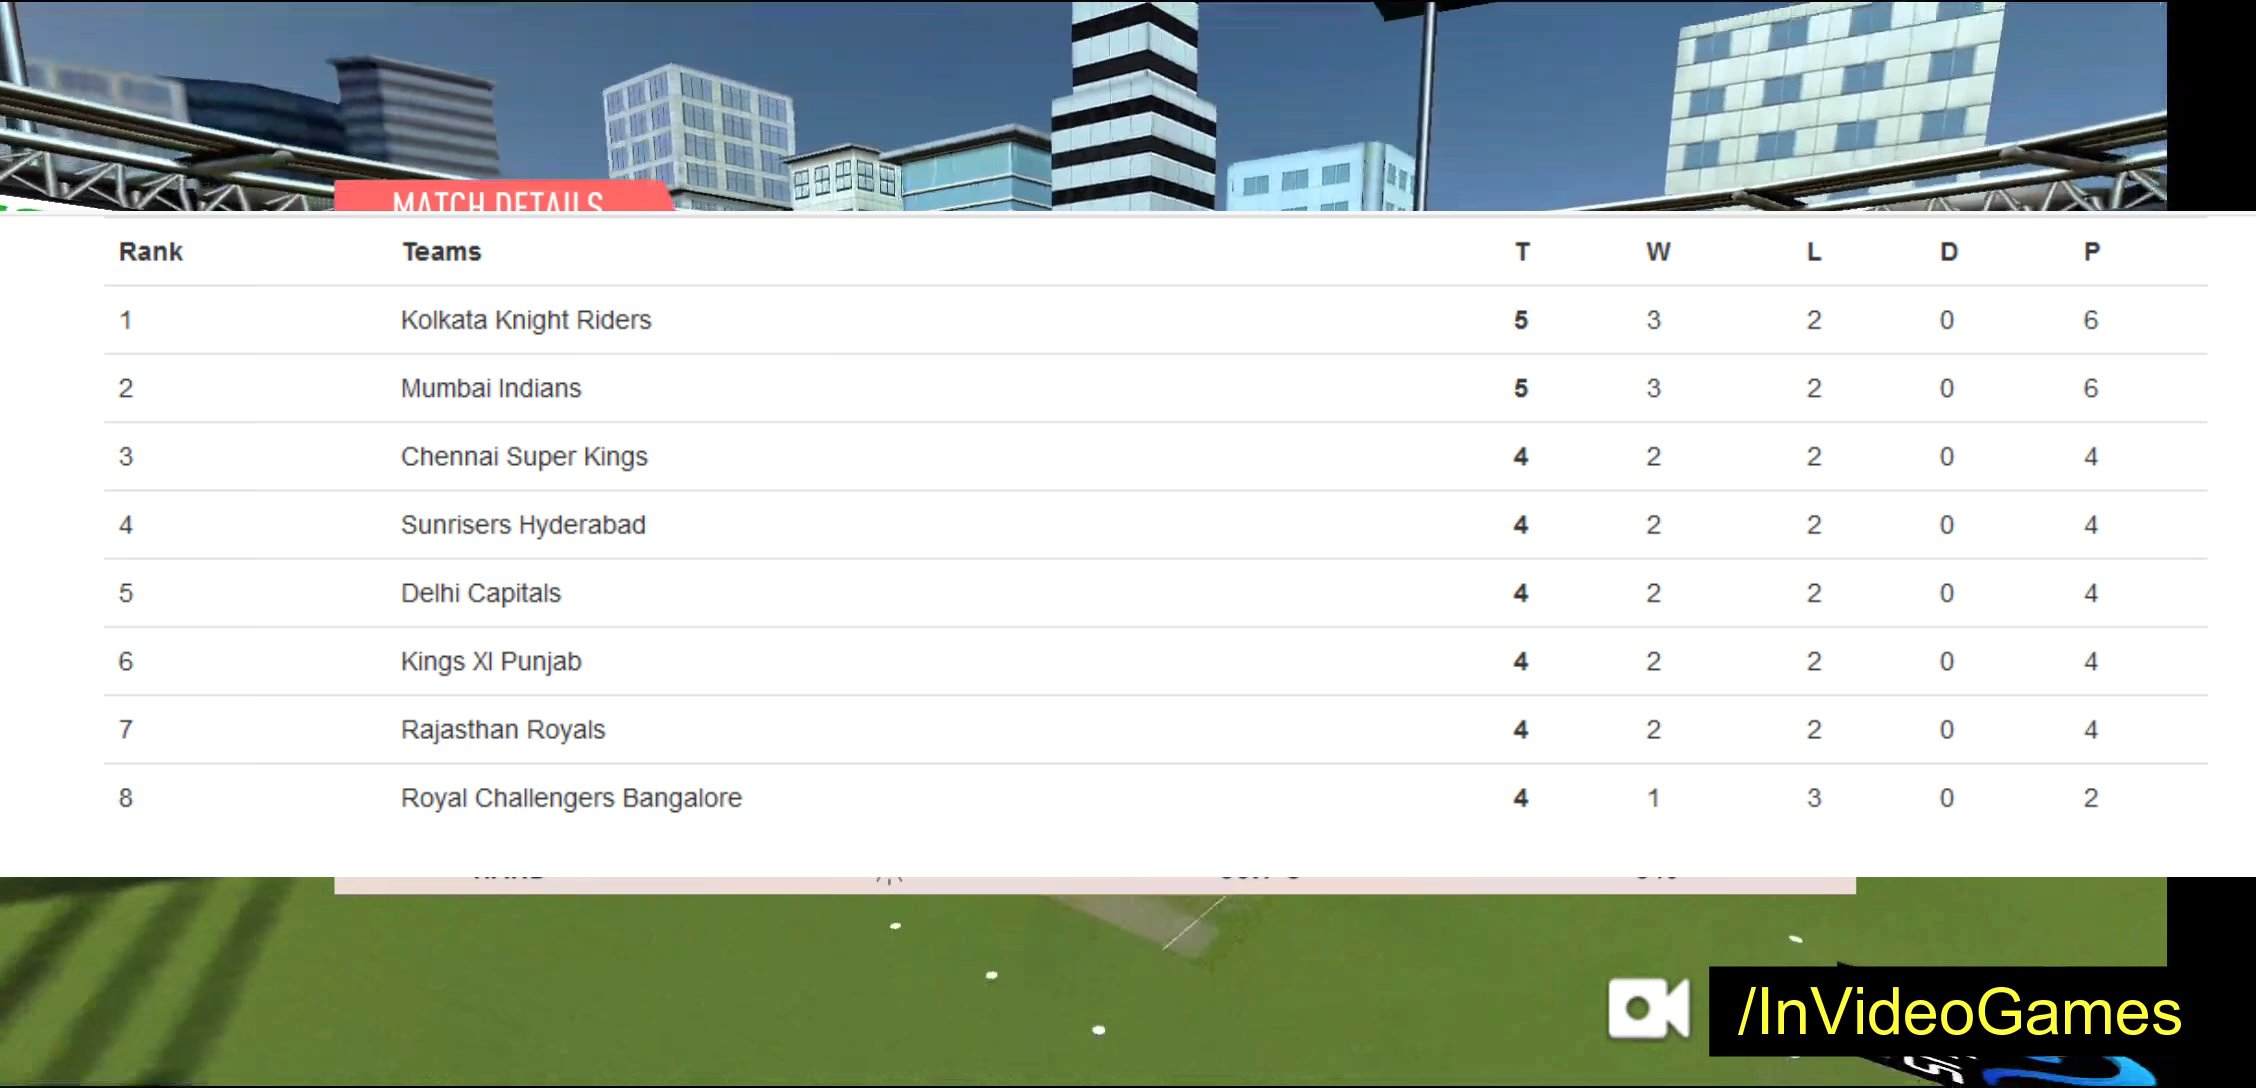 MATCH DETAILS
Rank Teams T W L D P
1 Kolkata Knight Riders 5 3 2 0 6
2 Mumbai Indians 5 3 2 0 6
3 Chennai Super Kings 4 2 2 0 4
4 Sunrisers Hyderabad 4 2 2 0 4
5 Delhi Capitals 4 2 2 0 4
6 Kings XI Punjab 4 2 2 0 4
7 Rajasthan Royals 4 2 2 0 4
8 Royal Challengers Bangalore 4 1 3 0 2
/InVideoGames